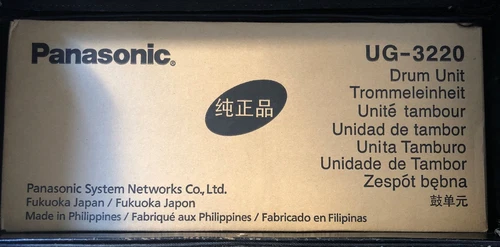 Panasonic®
UG-3220
Drum Unit
Trommeleinheit
Unité tambour
Unidad de tambor
Unita Tamburo
Unidade de Tambor
Zespót bębna
鼓单元
纯正品
Panasonic System Networks Co., Ltd.
Fukuoka Japan / Fukuoka Japon
Made in Philippines / Fabriqué aux Philippines / Fabricado en Filipinas